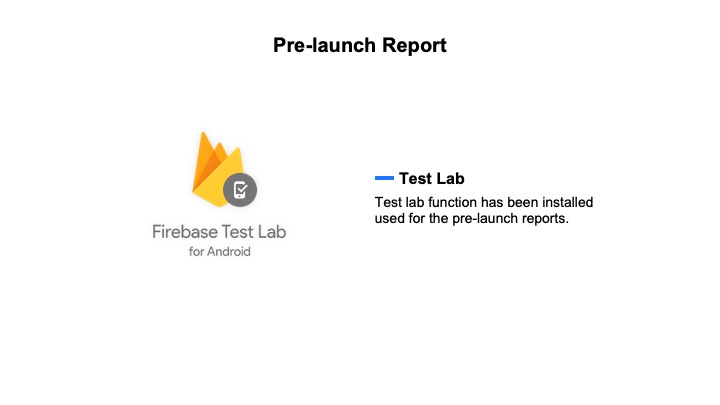 Pre-launch Report
Firebase Test Lab
for Android
Test Lab
Test lab function has been installed
used for the pre-launch reports.